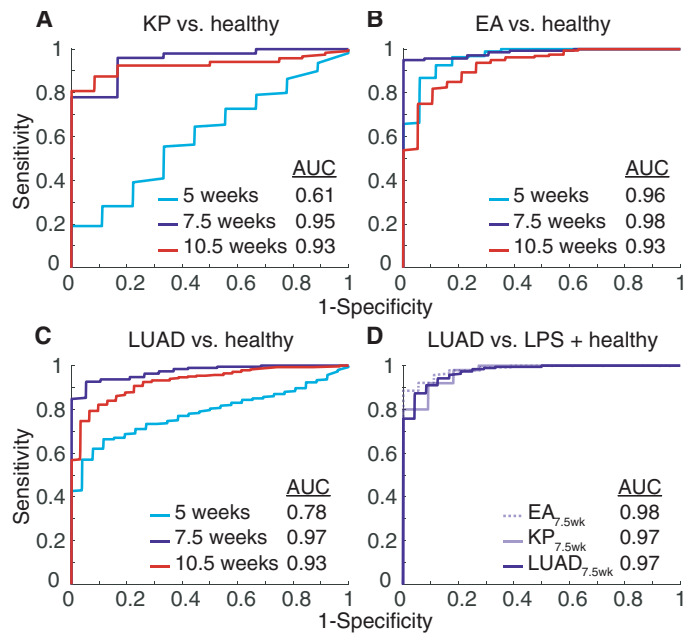 A KP vs. healthy
1
0.8
0.6
0.4
0.2
0
Sensitivity
AUC
5 weeks 0.61
7.5 weeks 0.95
10.5 weeks 0.93
0 0.2 0.4 0.6 0.8 1
B EA vs. healthy
1
0.8
0.6
0.4
0.2
0
AUC
5 weeks 0.96
7.5 weeks 0.98
10.5 weeks 0.93
0 0.2 0.4 0.6 0.8 1
1-Specificity
C LUAD vs. healthy
1
0.8
0.6
0.4
0.2
0
Sensitivity
AUC
5 weeks 0.78
7.5 weeks 0.97
10.5 weeks 0.93
0 0.2 0.4 0.6 0.8 1
D LUAD vs. LPS + healthy
1
0.8
0.6
0.4
0.2
0
AUC
EA7.5wk 0.98
KP7.5wk 0.97
LUAD7.5wk 0.97
0 0.2 0.4 0.6 0.8 1
1-Specificity